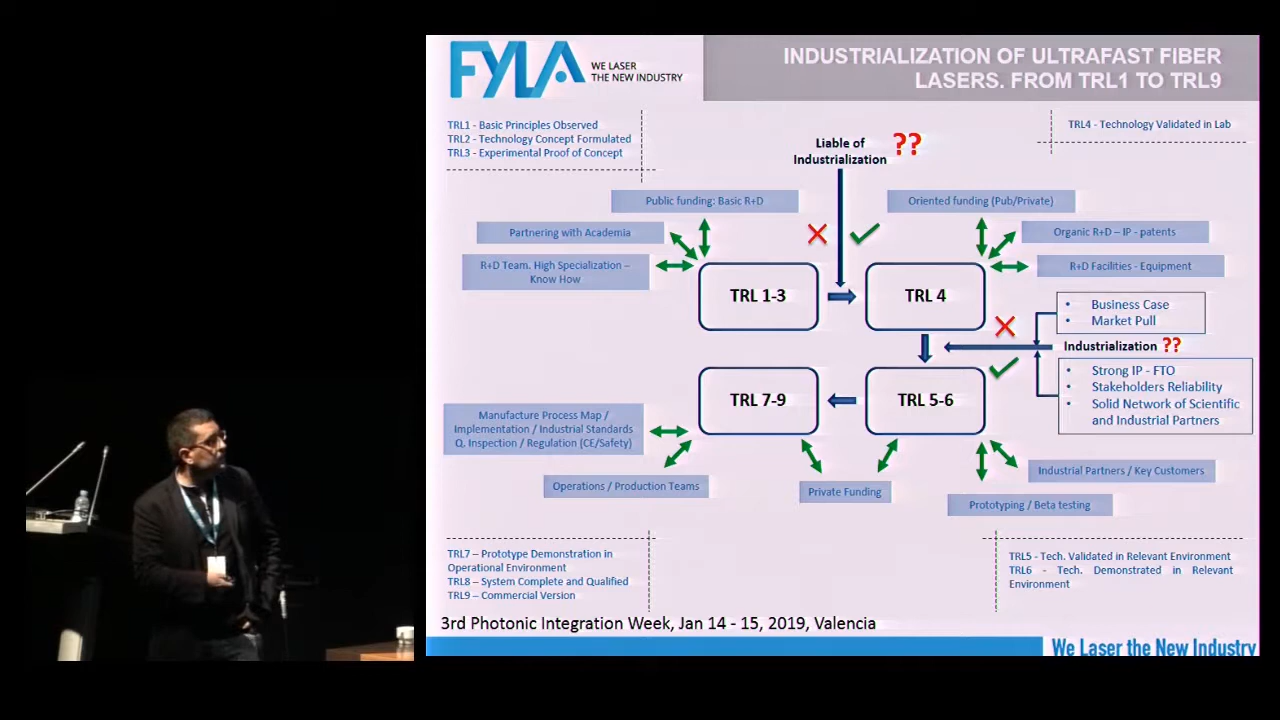 FYLA
WE LASER
THE NEW INDUSTRY
INDUSTRIALIZATION OF ULTRAFAST FIBER
LASERS. FROM TRL1 TO TRL9
TRL1 - Basic Principles Observed
TRL2 - Technology Concept Formulated
TRL3 - Experimental Proof of Concept
Liable of
Industrialization ??
TRL4 - Technology Validated in Lab
Public funding: Basic R+D
Partnering with Academia
R+D Team. High Specialization –
Know How
Oriented funding (Pub/Private)
Organic R+D – IP - patents
R+D Facilities - Equipment
TRL 1-3
TRL 4
• Business Case
• Market Pull
Industrialization ??
• Strong IP - FTO
• Stakeholders Reliability
• Solid Network of Scientific
and Industrial Partners
TRL 7-9
TRL 5-6
Manufacture Process Map /
Implementation / Industrial Standards
Q. Inspection / Regulation (CE/Safety)
Operations / Production Teams
Private Funding
Industrial Partners / Key Customers
Prototyping / Beta testing
TRL7 – Prototype Demonstration in
Operational Environment
TRL8 – System Complete and Qualified
TRL9 – Commercial Version
TRL5 - Tech. Validated in Relevant Environment
TRL6 - Tech. Demonstrated in Relevant
Environment
3rd Photonic Integration Week, Jan 14 - 15, 2019, Valencia
We Laser the New Industry